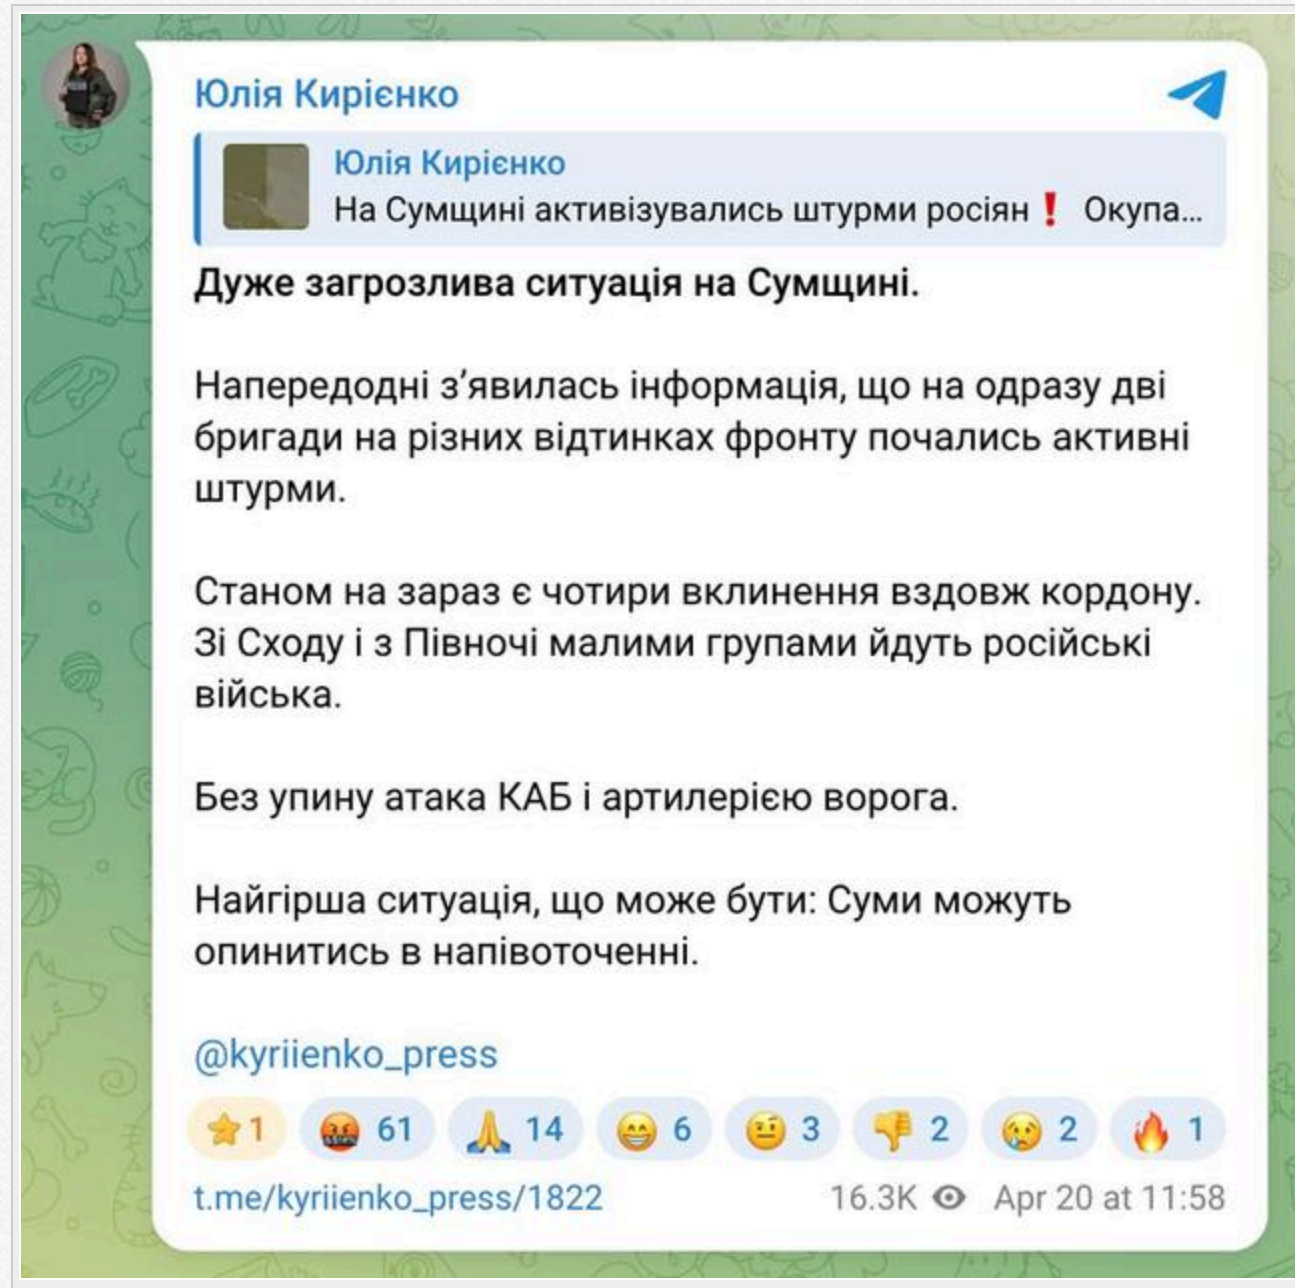 Юлія Кирієнко
Юлія Кирієнко
На Сумщині активізувались штурми росіян❗ Окупа...
Дуже загрозлива ситуація на Сумщині.
Напередодні з’явилась інформація, що на одразу дві
бригади на різних відтинках фронту почались активні
штурми.
Станом на зараз є чотири вклинення вздовж кордону.
Зі Сходу і з Півночі малими групами йдуть російські
війська.
Без упину атака КАБ і артилерією ворога.
Найгірша ситуація, що може бути: Суми можуть
опинитись в напівоточенні.
@kyriienko_press
⭐1 🤬 61 🙏 14 😁 6 🤨 3 👎 2 😢 2 🔥 1
t.me/kyriienko_press/1822 16.3K Apr 20 at 11:58